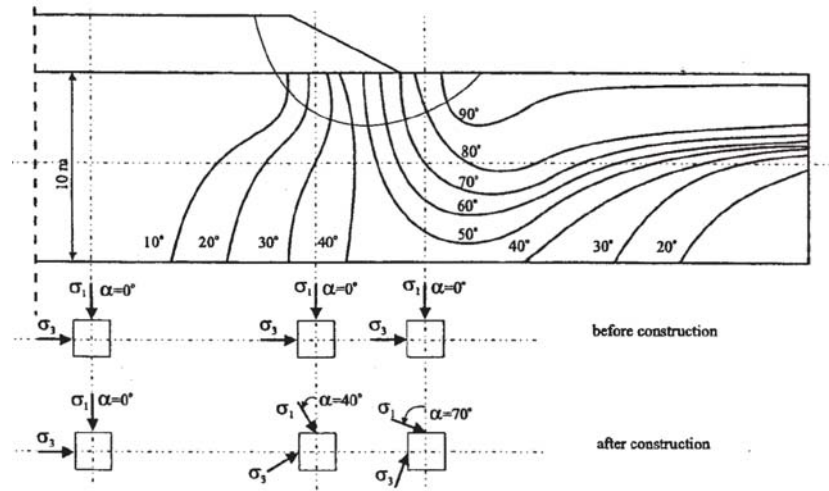 10 m
90°
80°
70°
60°
50°
10° 20° 30° 40° 40° 30° 20°
σ₁ α=0° σ₁ α=0° σ₁ α=0°
σ₃ σ₃ σ₃ before construction
σ₁ α=0° σ₁ α=40° σ₁ α=70°
σ₃ σ₃ σ₃ after construction